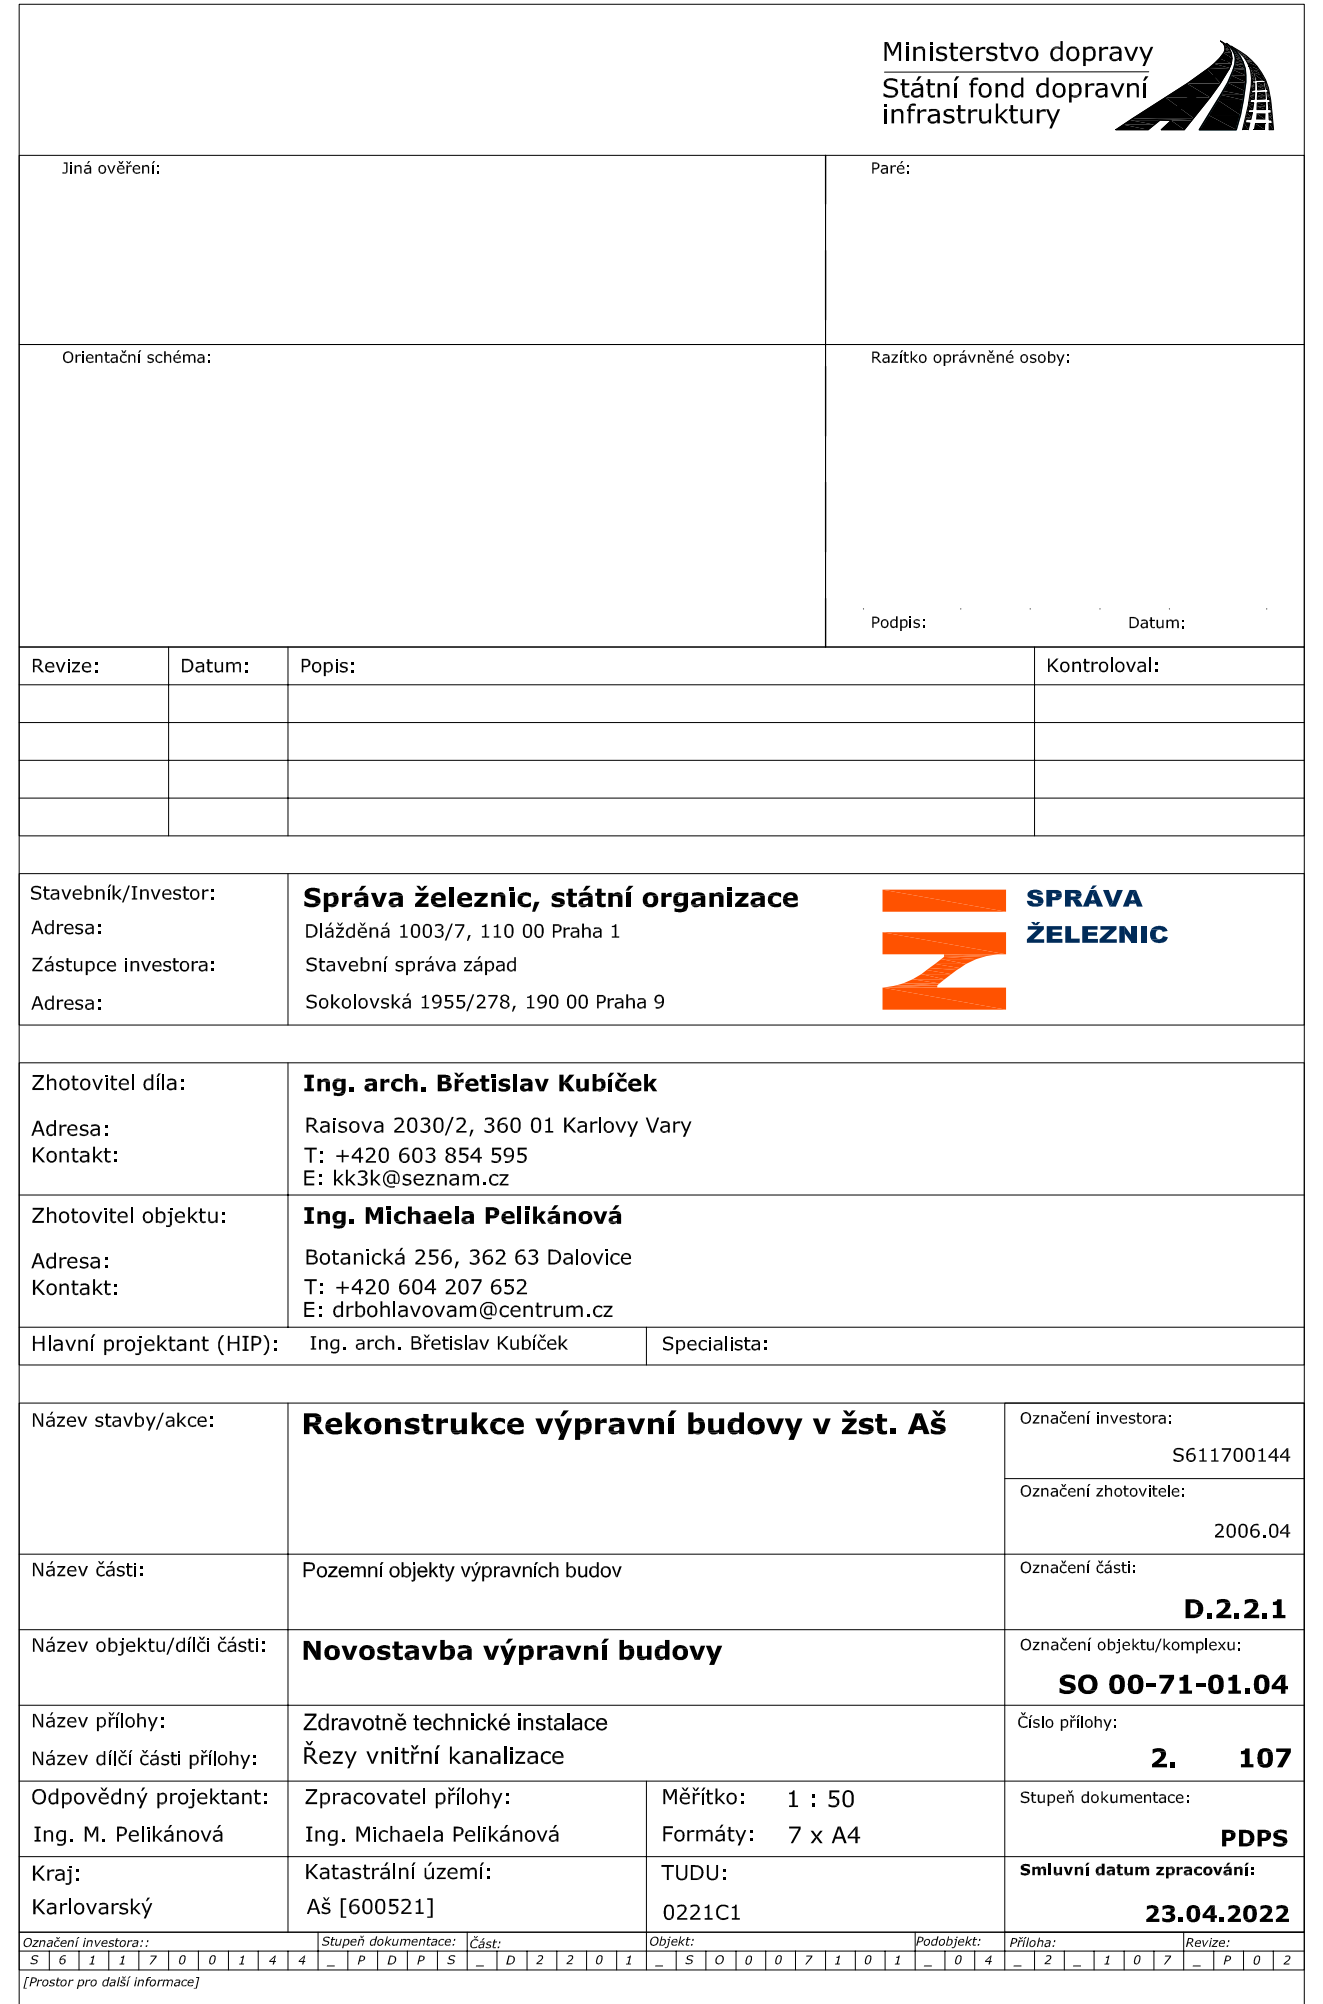 Ministerstvo dopravy
Státní fond dopravní
infrastruktury
Jiná ověření:
Paré:
Orientační schéma:
Razítko oprávněné osoby:
Podpis:
Datum:
Revize:
Datum:
Popis:
Kontroloval:
Stavebník/Investor:
Správa železnic, státní organizace
SPRÁVA
ŽELEZNIC
Adresa:
Dlážděná 1003/7, 110 00 Praha 1
Zástupce investora:
Stavební správa západ
Adresa:
Sokolovská 1955/278, 190 00 Praha 9
Zhotovitel díla:
Ing. arch. Břetislav Kubíček
Adresa:
Raisova 2030/2, 360 01 Karlovy Vary
Kontakt:
T: +420 603 854 595
E: kk3k@seznam.cz
Zhotovitel objektu:
Ing. Michaela Pelikánová
Adresa:
Botanická 256, 362 63 Dalovice
Kontakt:
T: +420 604 207 652
E: drbohlavovam@centrum.cz
Hlavní projektant (HIP):
Ing. arch. Břetislav Kubíček
Specialista:
Název stavby/akce:
Rekonstrukce výpravní budovy v žst. Aš
Označení investora:
S611700144
Označení zhotovitele:
2006.04
Název části:
Pozemní objekty výpravních budov
Označení části:
D.2.2.1
Název objektu/dílči části:
Novostavba výpravní budovy
Označení objektu/komplexu:
SO 00-71-01.04
Název přílohy:
Zdravotně technické instalace
Číslo přílohy:
Název dílčí části přílohy:
Řezy vnitřní kanalizace
2. 107
Odpovědný projektant:
Zpracovatel přílohy:
Měřítko: 1 : 50
Stupeň dokumentace:
Ing. M. Pelikánová
Ing. Michaela Pelikánová
Formáty: 7 x A4
PDPS
Kraj:
Katastrální území:
TUDU:
Smluvní datum zpracování:
Karlovarský
Aš [600521]
0221C1
23.04.2022
Označení investora:: Stupeň dokumentace: Část: Objekt: Podobjekt: Příloha: Revize:
S 6 1 1 7 0 0 1 4 4 _ P D P S _ D 2 2 0 1 _ S O 0 0 7 1 0 1 _ 0 4 _ 2 _ 1 0 7 _ P 0 2
[Prostor pro další informace]